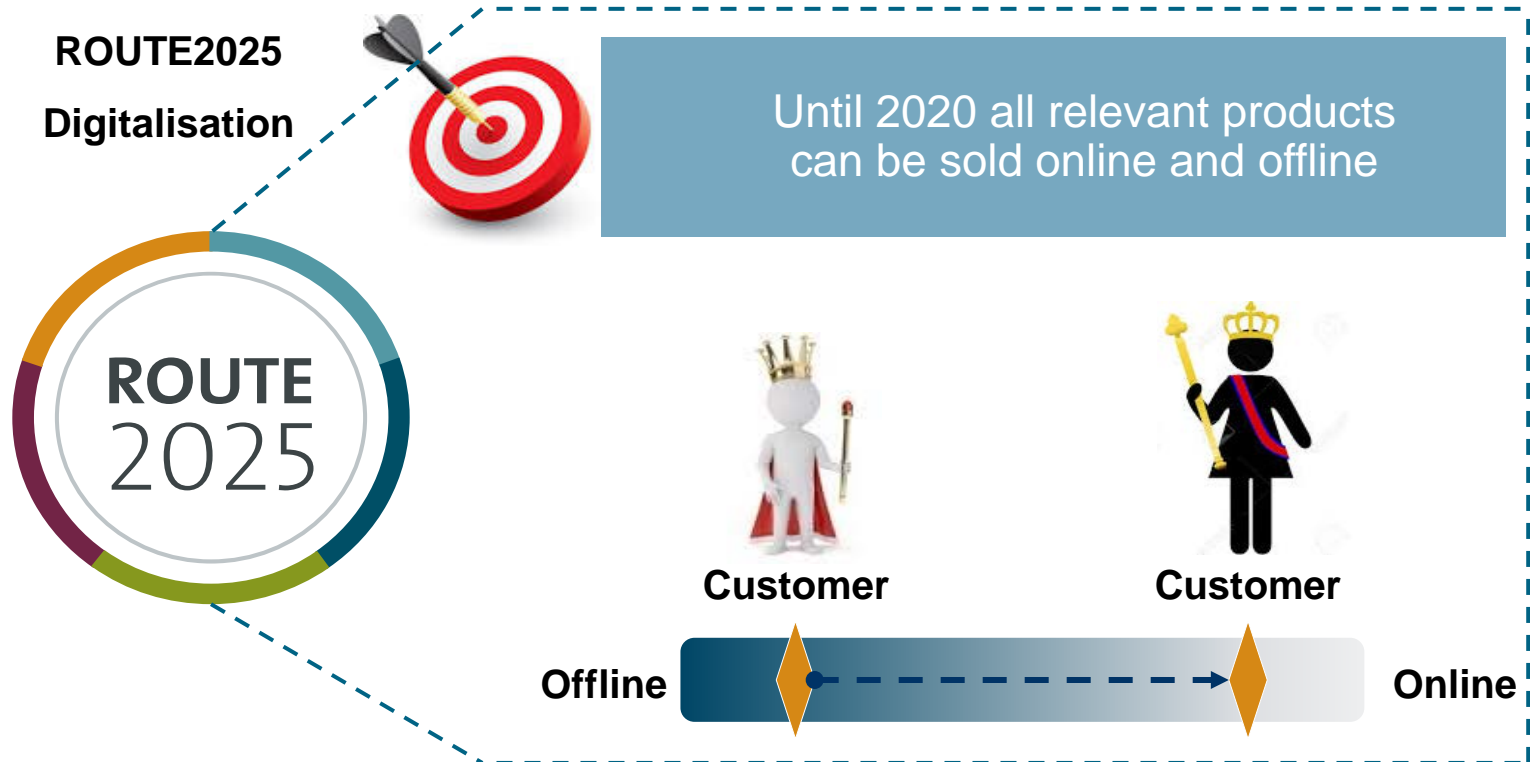 ROUTE2025
Digitalisation
Until 2020 all relevant products
can be sold online and offline
ROUTE
2025
Customer
Customer
Offline
Online